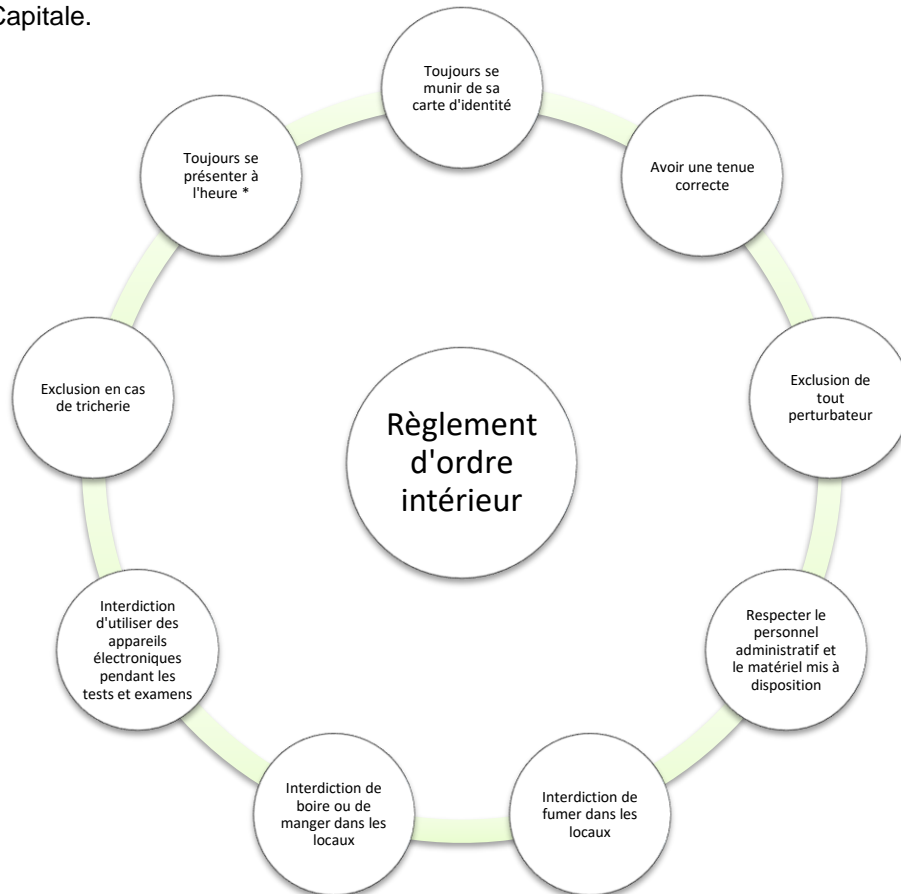 Capitale.
Toujours se
munir de sa
carte d'identité
Avoir une tenue
correcte
Exclusion de
tout
perturbateur
Respecter le
personnel
administratif et
le matériel mis à
disposition
Interdiction de
fumer dans les
locaux
Interdiction de
boire ou de
manger dans les
locaux
Interdiction
d'utiliser des
appareils
électroniques
pendant les
tests et examens
Exclusion en cas
de tricherie
Toujours se
présenter à
l'heure *
Règlement
d'ordre
intérieur